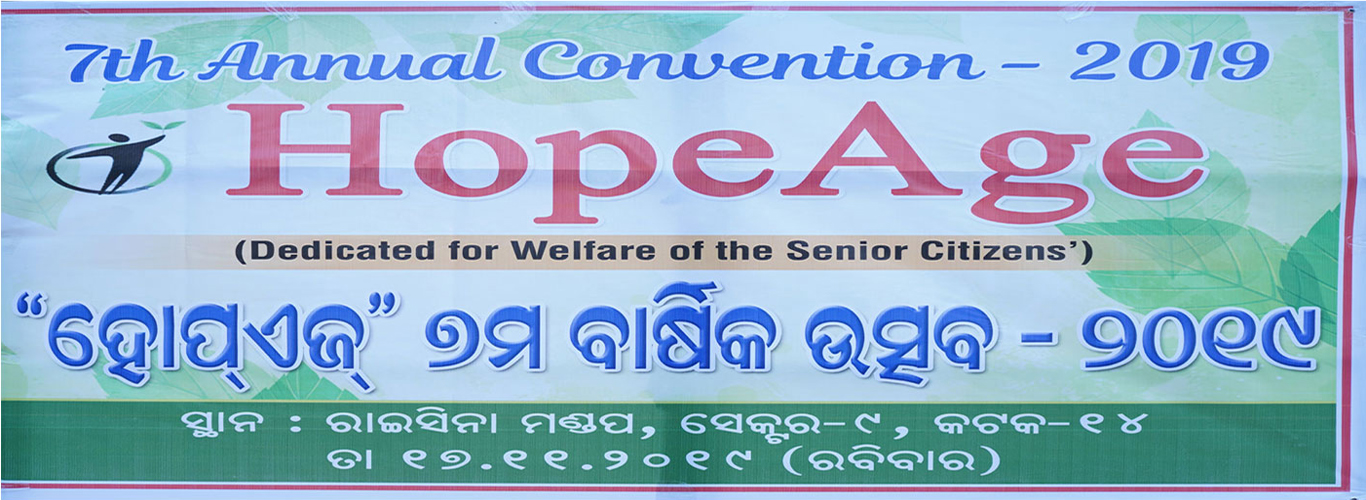 7th Annual Convention - 2019
HopeAge
(Dedicated for Welfare of the Senior Citizens’)
“ହୋପ୍ଏଜ୍” ୭ମ ବାର୍ଷିକ ଉତ୍ସବ - ୨୦୧୯
ସ୍ଥାନ : ରାଇସିନା ମଣ୍ଡପ, ସେକ୍ଟର-୯, କଟକ-୧୪
ତା ୧୭.୧୧.୨୦୧୯ (ରବିବାର)